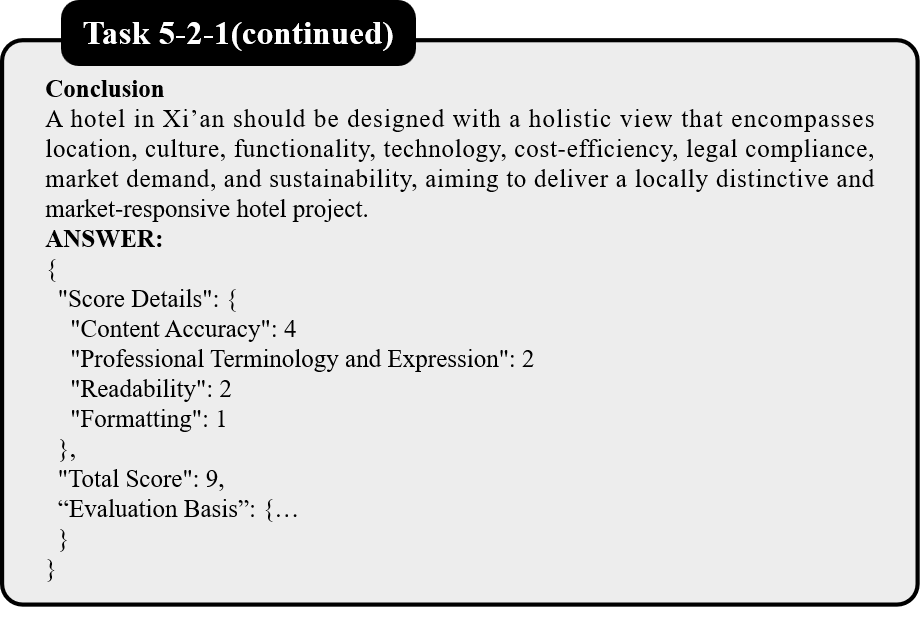 Task 5-2-1(continued)
Conclusion
A hotel in Xi’an should be designed with a holistic view that encompasses
location, culture, functionality, technology, cost-efficiency, legal compliance,
market demand, and sustainability, aiming to deliver a locally distinctive and
market-responsive hotel project.
ANSWER:
{
"Score Details": {
"Content Accuracy": 4
"Professional Terminology and Expression": 2
"Readability": 2
"Formatting": 1
},
"Total Score": 9,
“Evaluation Basis”: {…
}
}